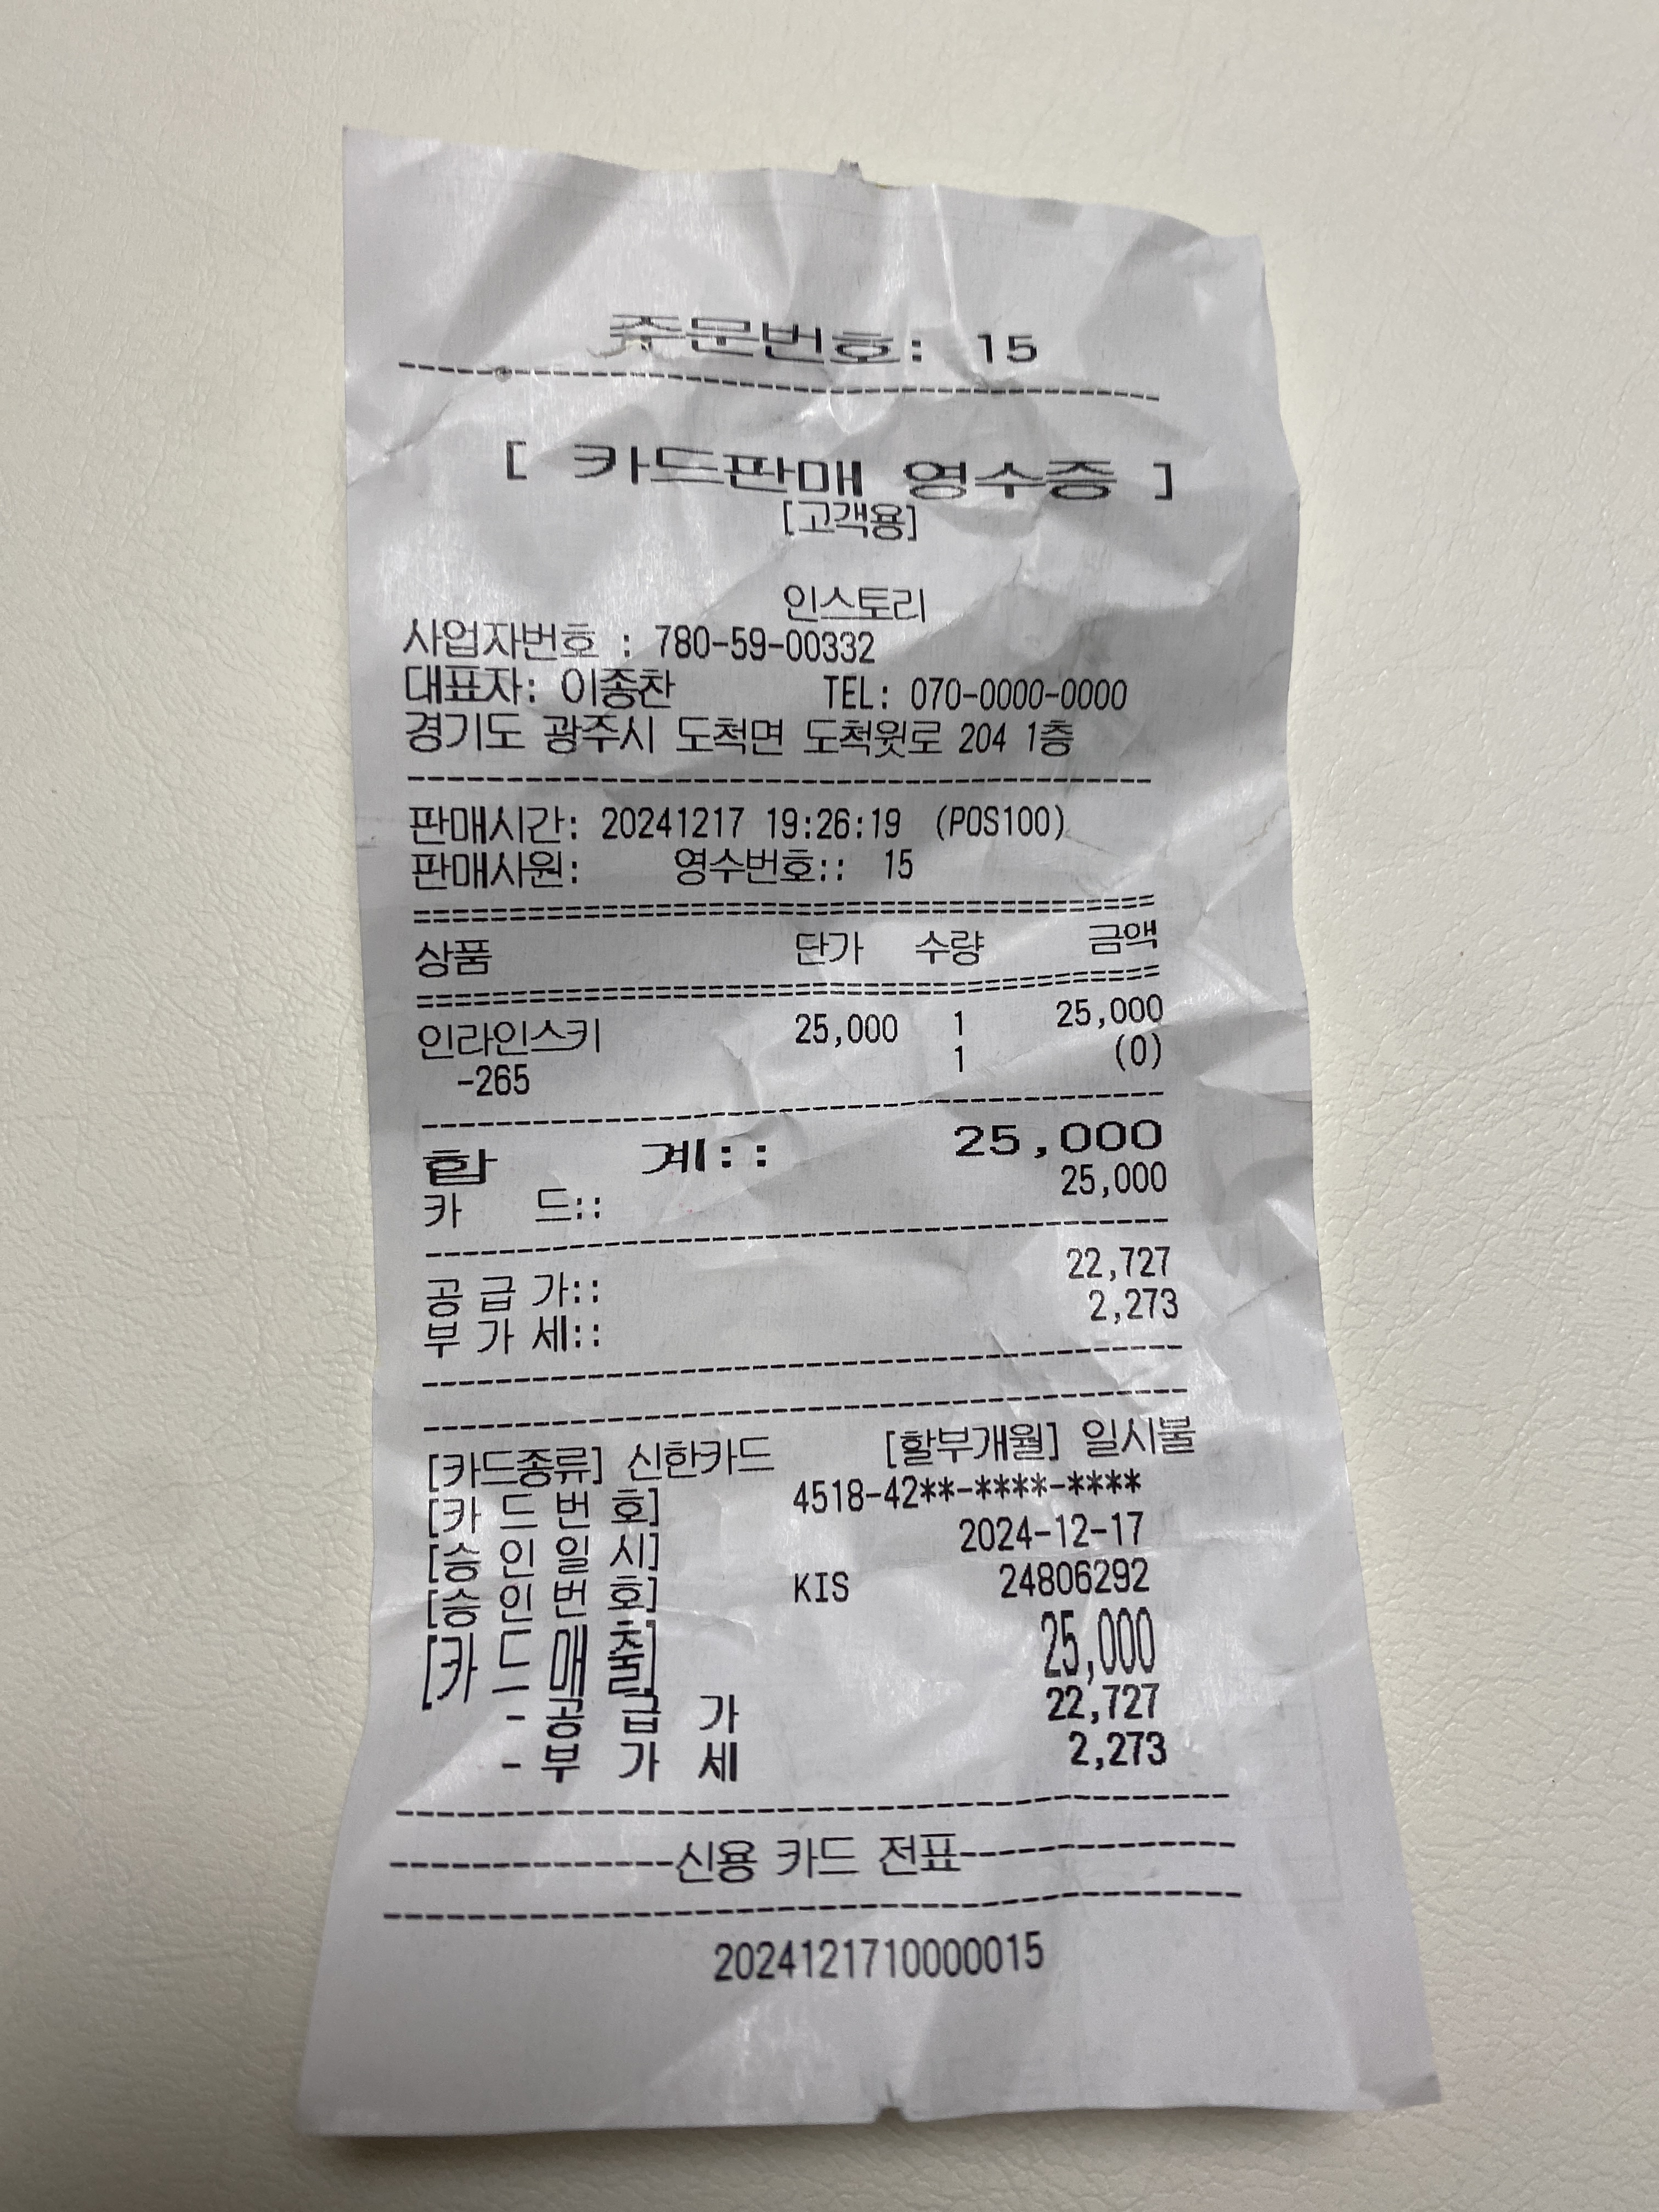 주문번호: 15
[ 카드판매 영수증 ]
[고객용]
인스토리
사업자번호 : 780-59-00332
대표자: 이종찬 TEL: 070-0000-0000
경기도 광주시 도척면 도척윗로 204 1층
판매시간: 20241217 19:26:19 (POS100)
판매사원: 영수번호:: 15
상품 단가 수량 금액
인라인스키 25,000 1 25,000
-265 1 (0)
합 계:: 25,000
카 드:: 25,000
공 급 가:: 22,727
부 가 세:: 2,273
[카드종류] 신한카드 [할부개월] 일시불
[카 드 번 호] 4518-42**-****-****
[승 인 일 시] 2024-12-17
[승 인 번 호] KIS 24806292
[카 드 매 출] 25,000
- 공 급 가 22,727
- 부 가 세 2,273
--------------신용 카드 전표--------------
2024121710000015